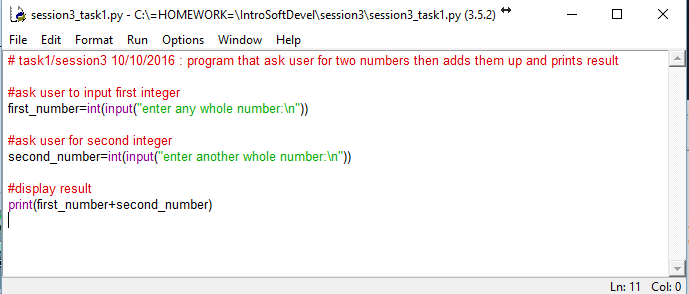 session3_task1.py - C:\=HOMEWORK=\IntroSoftDevel\session3\session3_task1.py (3.5.2)
File Edit Format Run Options Window Help
# task1/session3 10/10/2016 : program that ask user for two numbers then adds them up and prints result
#ask user to input first integer
first_number=int(input("enter any whole number:\n"))
#ask user for second integer
second_number=int(input("enter another whole number:\n"))
#display result
print(first_number+second_number)
Ln: 11 Col: 0